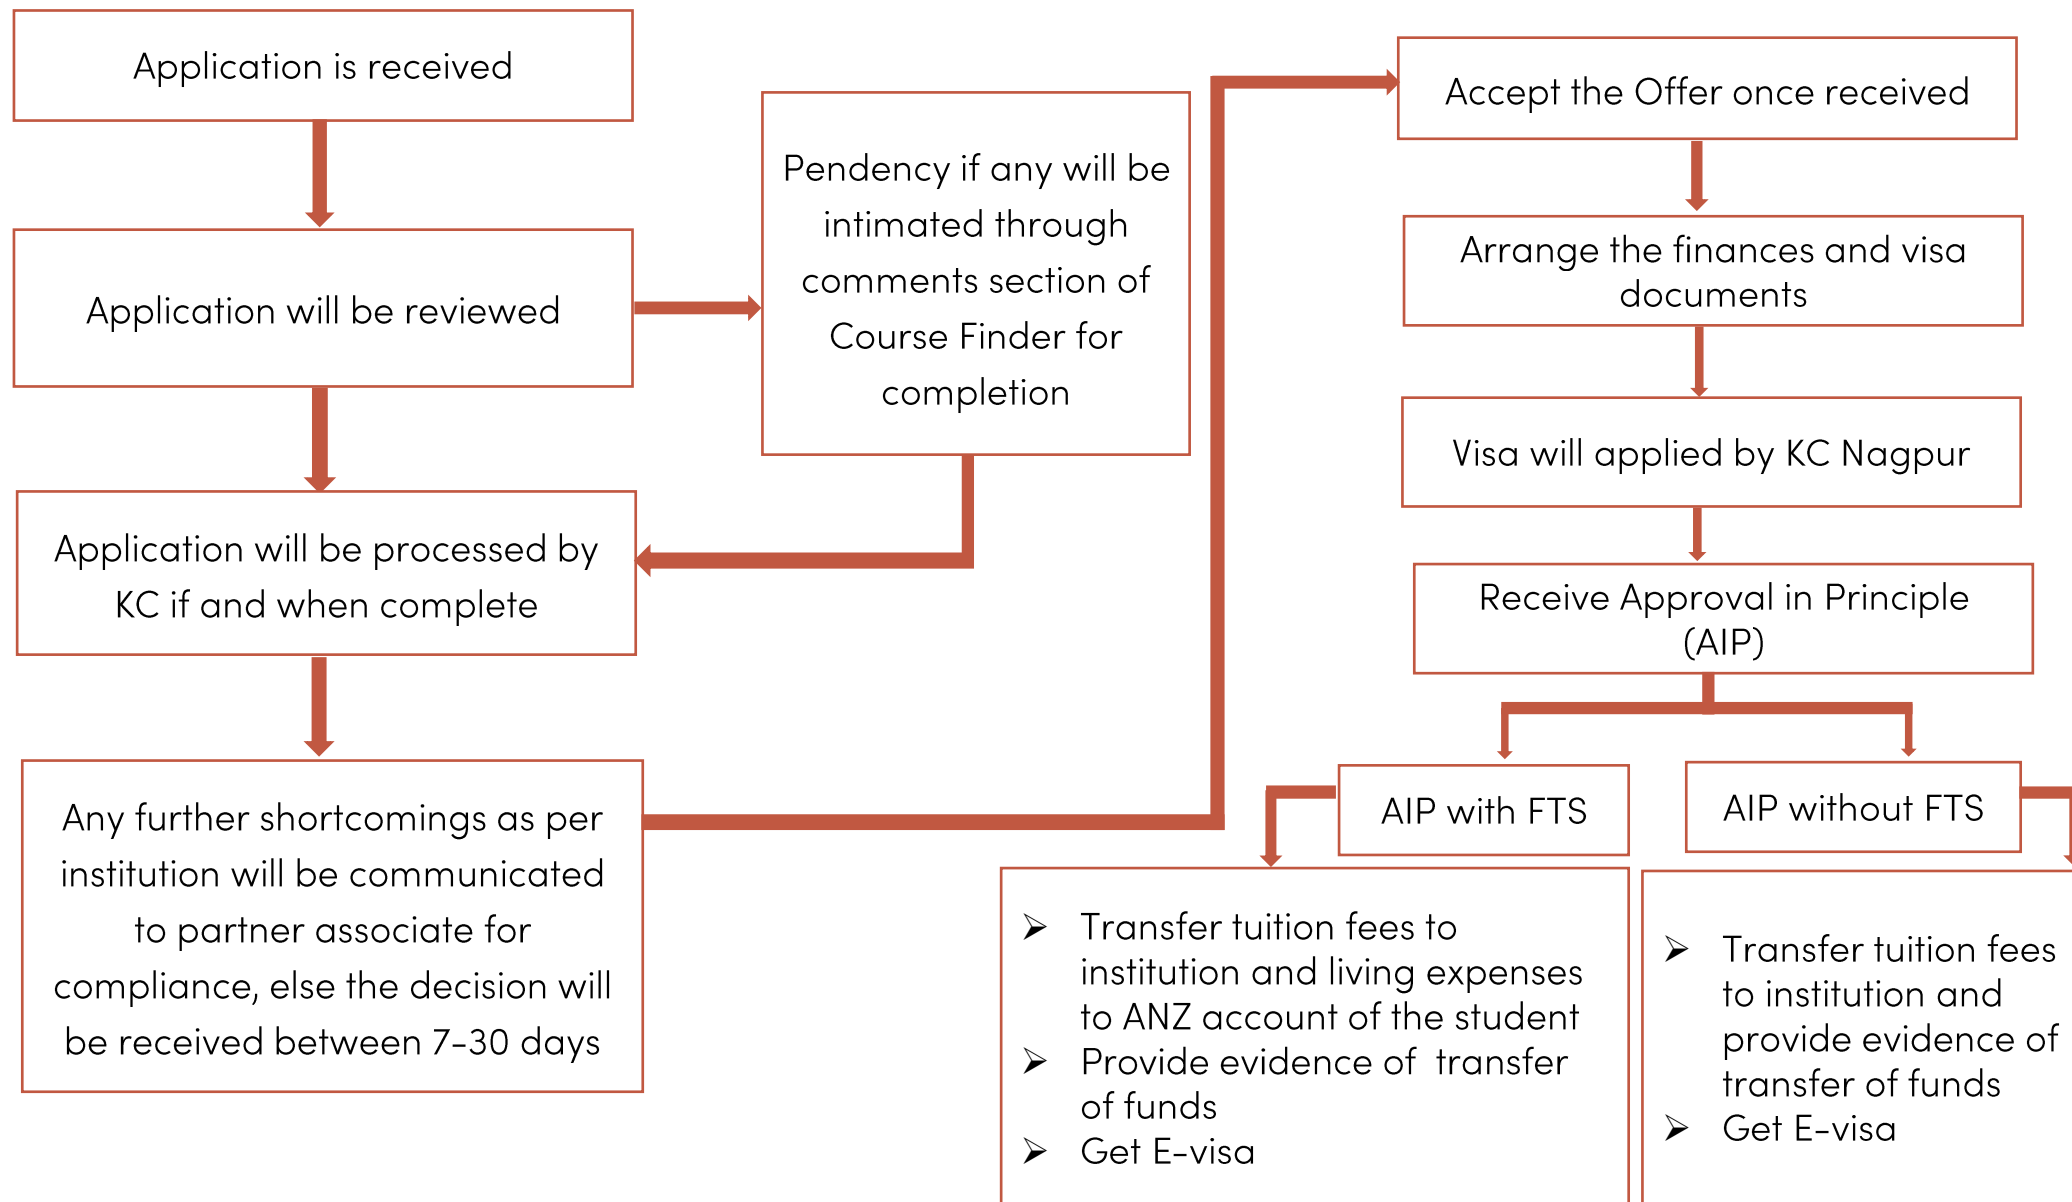 Application is received
Application will be reviewed
Pendency if any will be
intimated through
comments section of
Course Finder for
completion
Application will be processed by
KC if and when complete
Any further shortcomings as per
institution will be communicated
to partner associate for
compliance, else the decision will
be received between 7-30 days
Accept the Offer once received
Arrange the finances and visa
documents
Visa will applied by KC Nagpur
Receive Approval in Principle
(AIP)
AIP with FTS
AIP without FTS
➢ Transfer tuition fees to
institution and living expenses
to ANZ account of the student
➢ Provide evidence of transfer
of funds
➢ Get E-visa
➢ Transfer tuition fees
to institution and
provide evidence of
transfer of funds
➢ Get E-visa